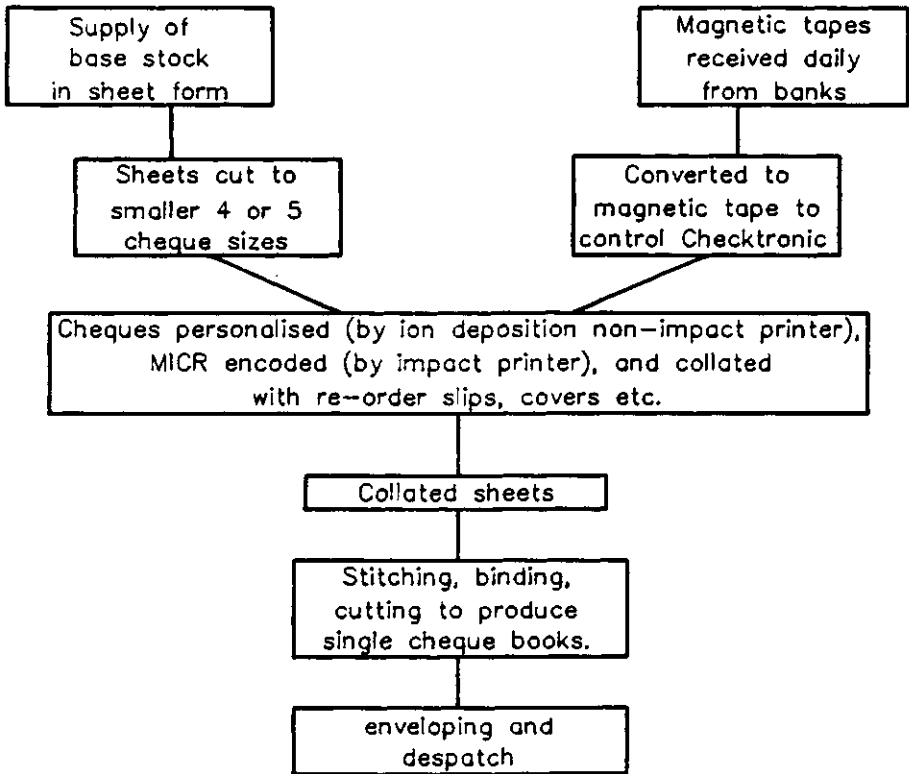 Supply of
base stock
in sheet form
Magnetic tapes
received daily
from banks
Sheets cut to
smaller 4 or 5
cheque sizes
Converted to
magnetic tape to
control Checktronic
Cheques personalised (by ion deposition non-impact printer),
MICR encoded (by impact printer), and collated
with re-order slips, covers etc.
Collated sheets
Stitching, binding,
cutting to produce
single cheque books.
enveloping and
despatch